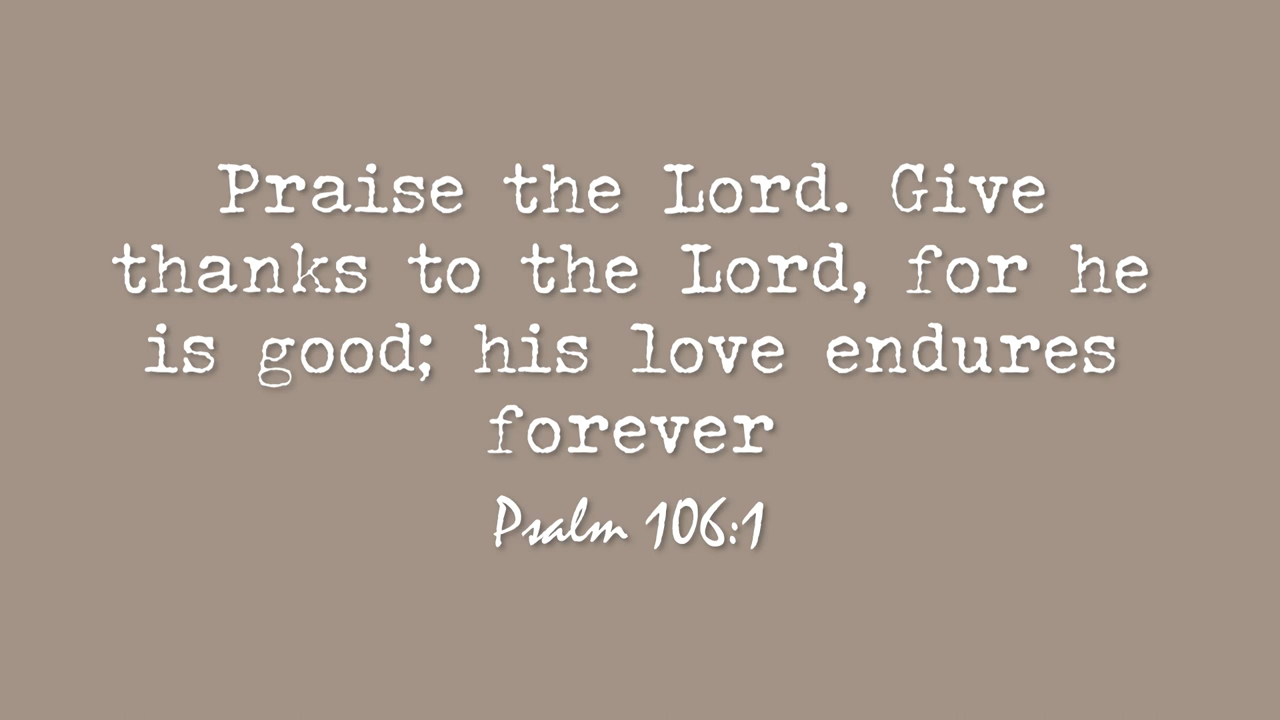 Praise the Lord. Give
thanks to the Lord, for he
is good; his love endures
forever
Psalm 106:1